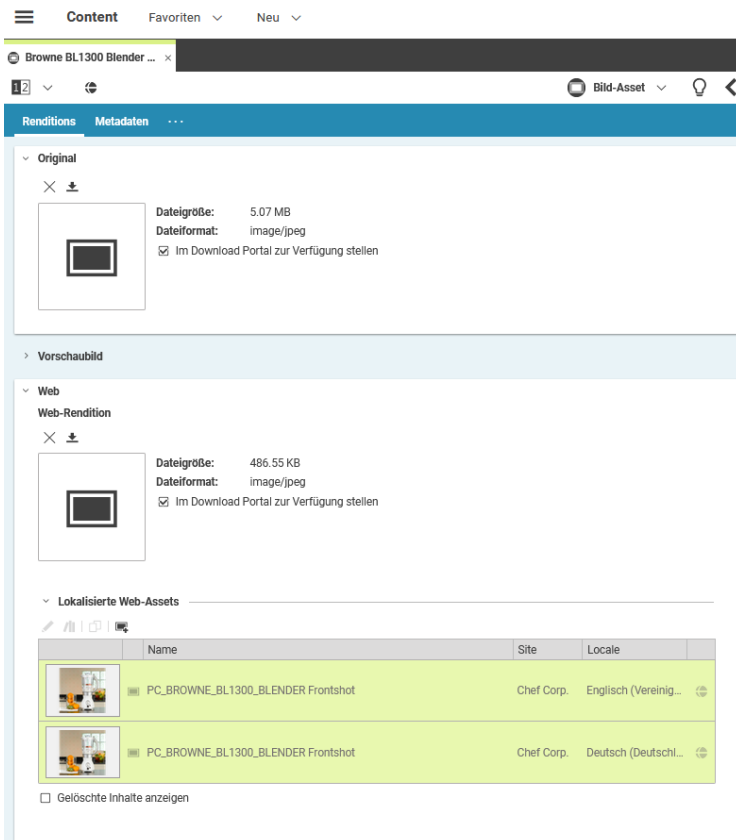 Content Favoriten Neu
Browne BL1300 Blender ... ×
12 Bild-Asset
Renditions Metadaten ···
Original
Dateigröße: 5.07 MB
Dateiformat: image/jpeg
Im Download Portal zur Verfügung stellen
Vorschaubild
Web
Web-Rendition
Dateigröße: 486.55 KB
Dateiformat: image/jpeg
Im Download Portal zur Verfügung stellen
Lokalisierte Web-Assets
Name Site Locale
PC_BROWNE_BL1300_BLENDER Frontshot Chef Corp. Englisch (Vereinig...
PC_BROWNE_BL1300_BLENDER Frontshot Chef Corp. Deutsch (Deutschl...
Gelöschte Inhalte anzeigen